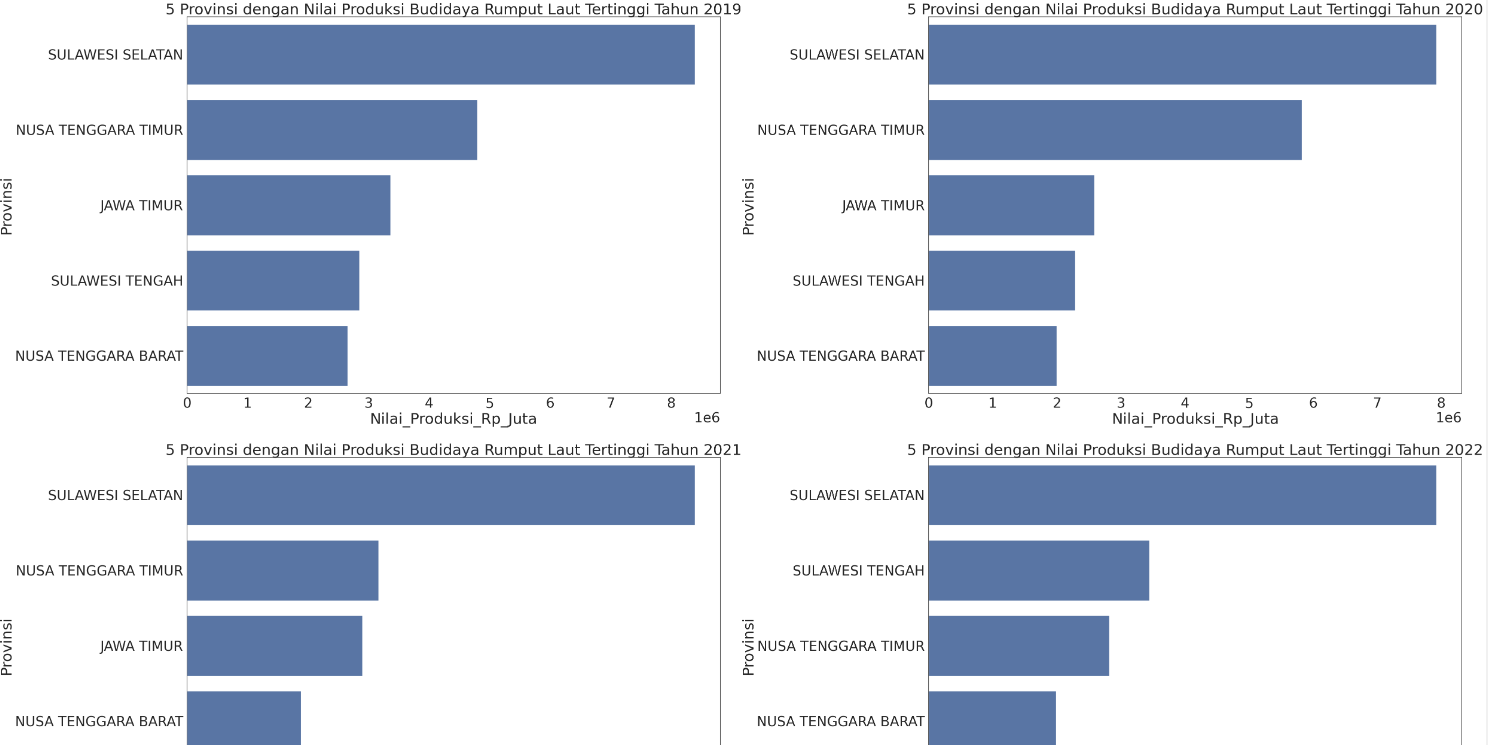 5 Provinsi dengan Nilai Produksi Budidaya Rumput Laut Tertinggi Tahun 2019
Provinsi
SULAWESI SELATAN
NUSA TENGGARA TIMUR
JAWA TIMUR
SULAWESI TENGAH
NUSA TENGGARA BARAT
0 1 2 3 4 5 6 7 8
Nilai_Produksi_Rp_Juta
1e6
5 Provinsi dengan Nilai Produksi Budidaya Rumput Laut Tertinggi Tahun 2020
Provinsi
SULAWESI SELATAN
NUSA TENGGARA TIMUR
JAWA TIMUR
SULAWESI TENGAH
NUSA TENGGARA BARAT
0 1 2 3 4 5 6 7 8
Nilai_Produksi_Rp_Juta
1e6
5 Provinsi dengan Nilai Produksi Budidaya Rumput Laut Tertinggi Tahun 2021
Provinsi
SULAWESI SELATAN
NUSA TENGGARA TIMUR
JAWA TIMUR
NUSA TENGGARA BARAT
5 Provinsi dengan Nilai Produksi Budidaya Rumput Laut Tertinggi Tahun 2022
Provinsi
SULAWESI SELATAN
SULAWESI TENGAH
NUSA TENGGARA TIMUR
NUSA TENGGARA BARAT